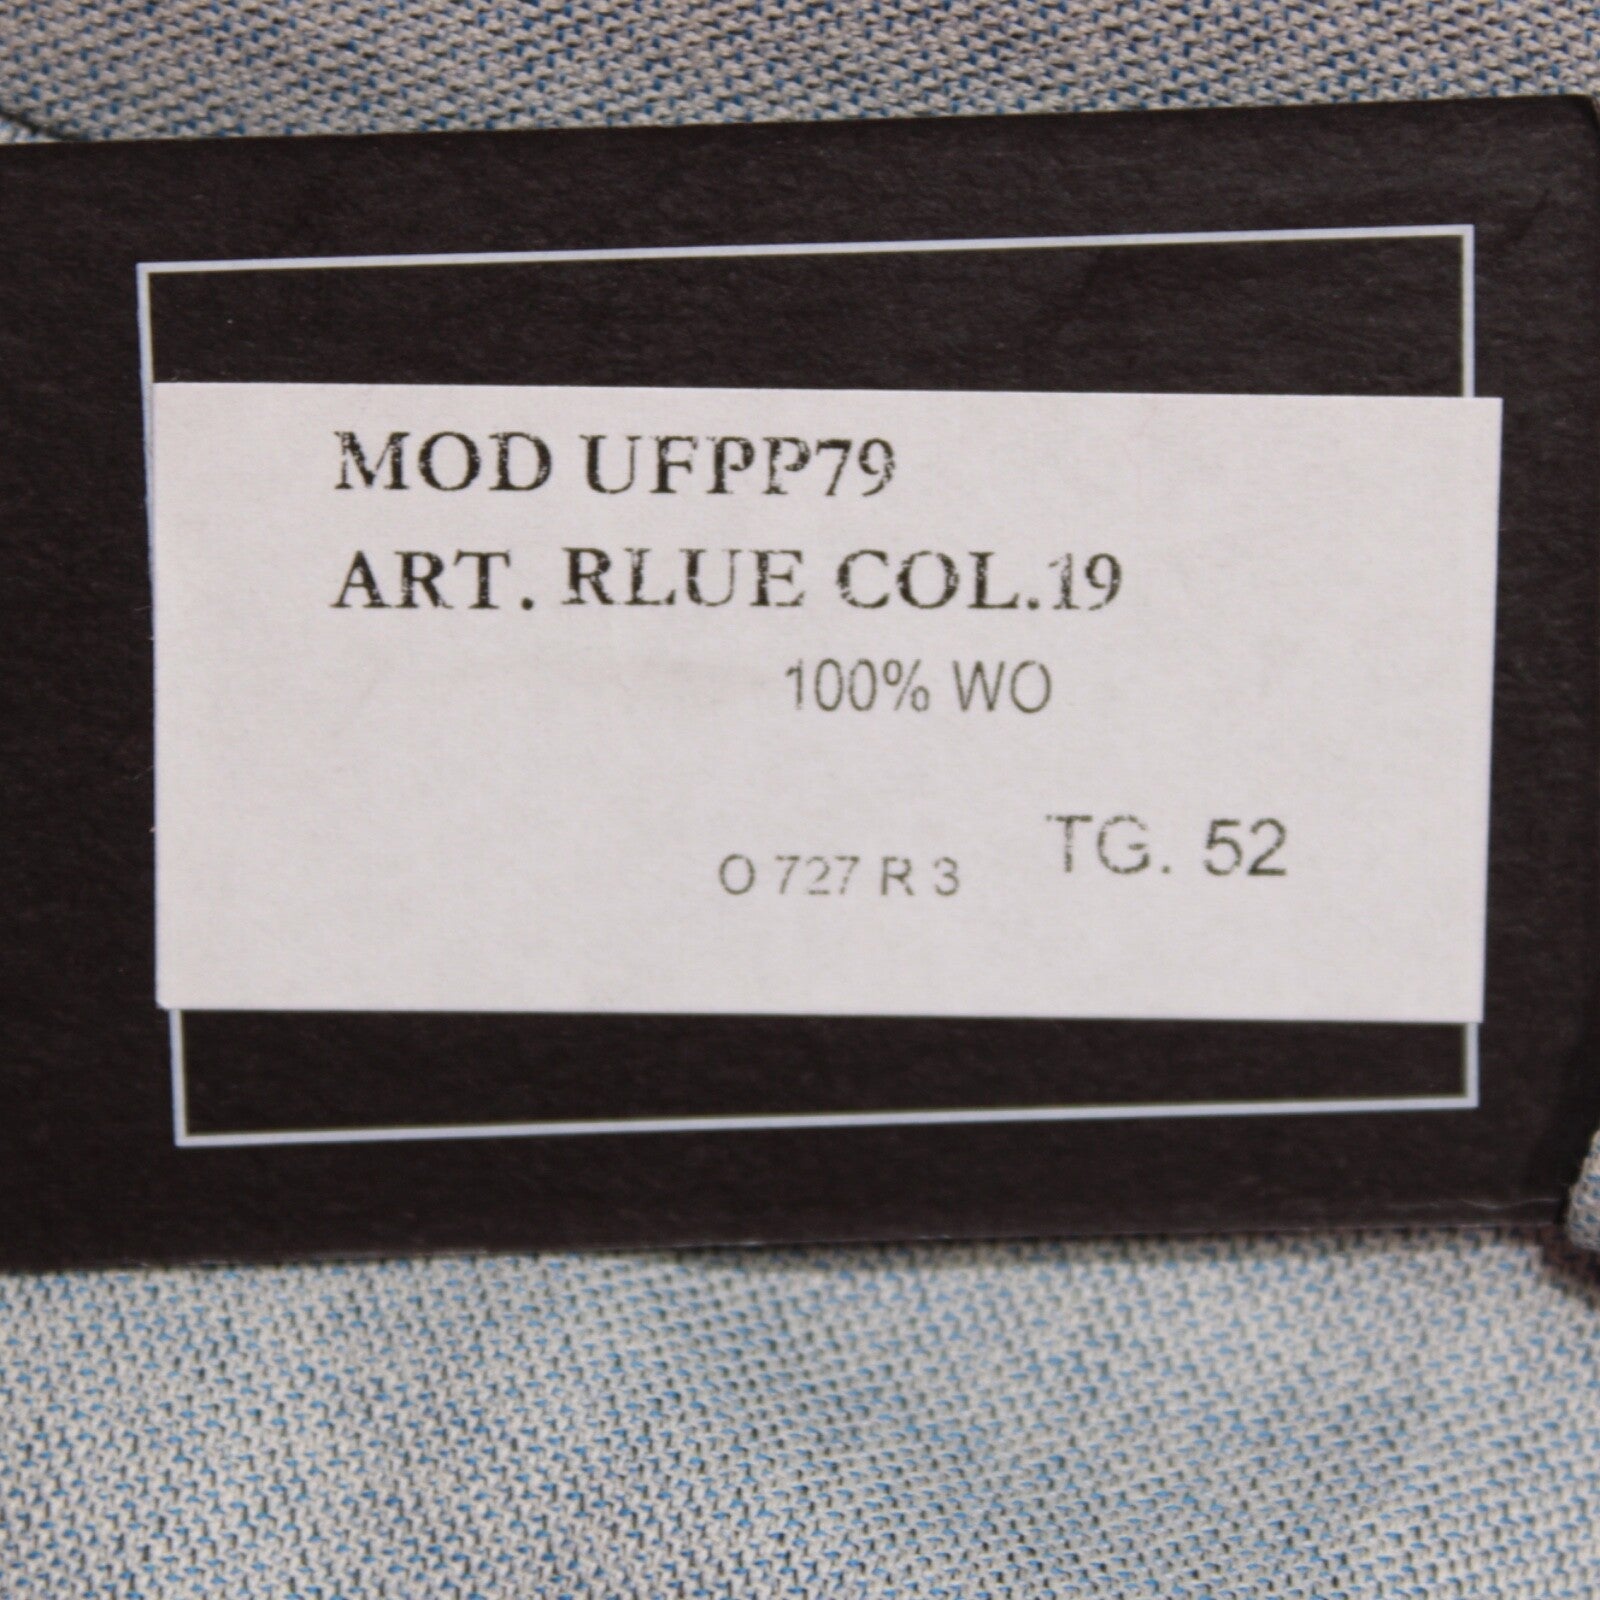 MOD UFPP79
ART. RLUE COL.19
100% WO
O 727 R 3 TG. 52